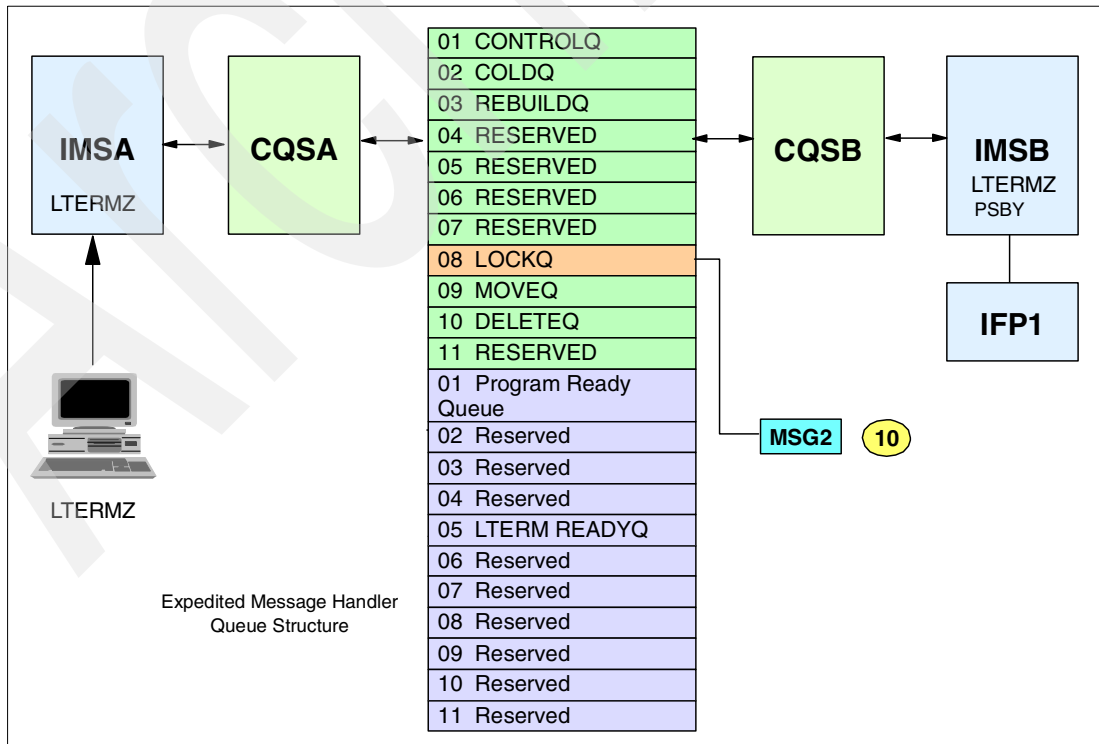 IMSA
LTERMZ
CQSA
01 CONTROLQ
02 COLDQ
03 REBUILDQ
04 RESERVED
05 RESERVED
06 RESERVED
07 RESERVED
08 LOCKQ
09 MOVEQ
10 DELETEQ
11 RESERVED
01 Program Ready
Queue
02 Reserved
03 Reserved
04 Reserved
05 LTERM READYQ
06 Reserved
07 Reserved
08 Reserved
09 Reserved
10 Reserved
11 Reserved
CQSB
IMSB
LTERMZ
PSBY
IFP1
MSG2
10
LTERMZ
Expedited Message Handler
Queue Structure